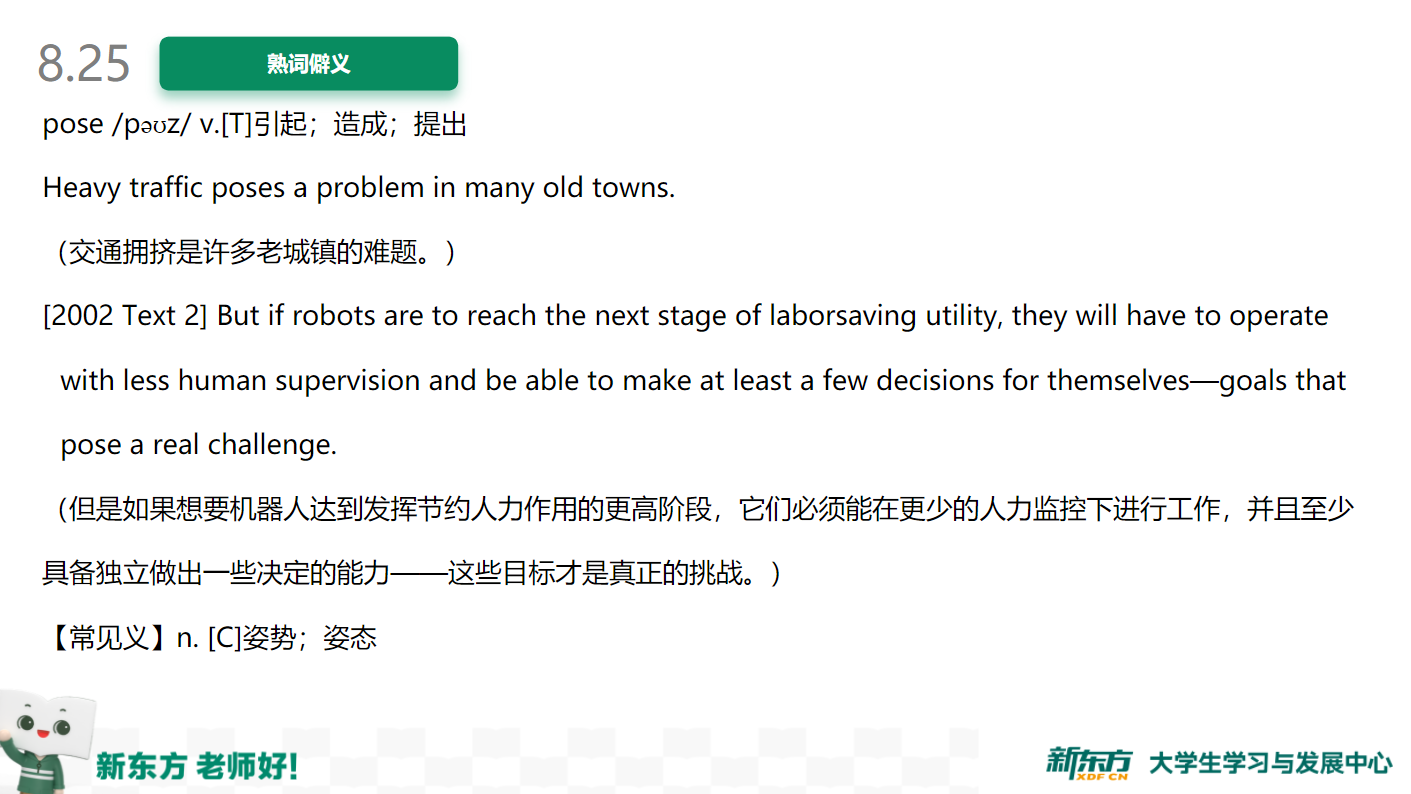 8.25
熟词僻义
pose /pəʊz/ v.[T]引起；造成；提出
Heavy traffic poses a problem in many old towns.
（交通拥挤是许多老城镇的难题。）
[2002 Text 2] But if robots are to reach the next stage of laborsaving utility, they will have to operate
with less human supervision and be able to make at least a few decisions for themselves—goals that
pose a real challenge.
（但是如果想要机器人达到发挥节约人力作用的更高阶段，它们必须能在更少的人力监控下进行工作，并且至少
具备独立做出一些决定的能力——这些目标才是真正的挑战。）
【常见义】n. [C]姿势；姿态
新东方 老师好!
新东方 XDF.CN 大学生学习与发展中心